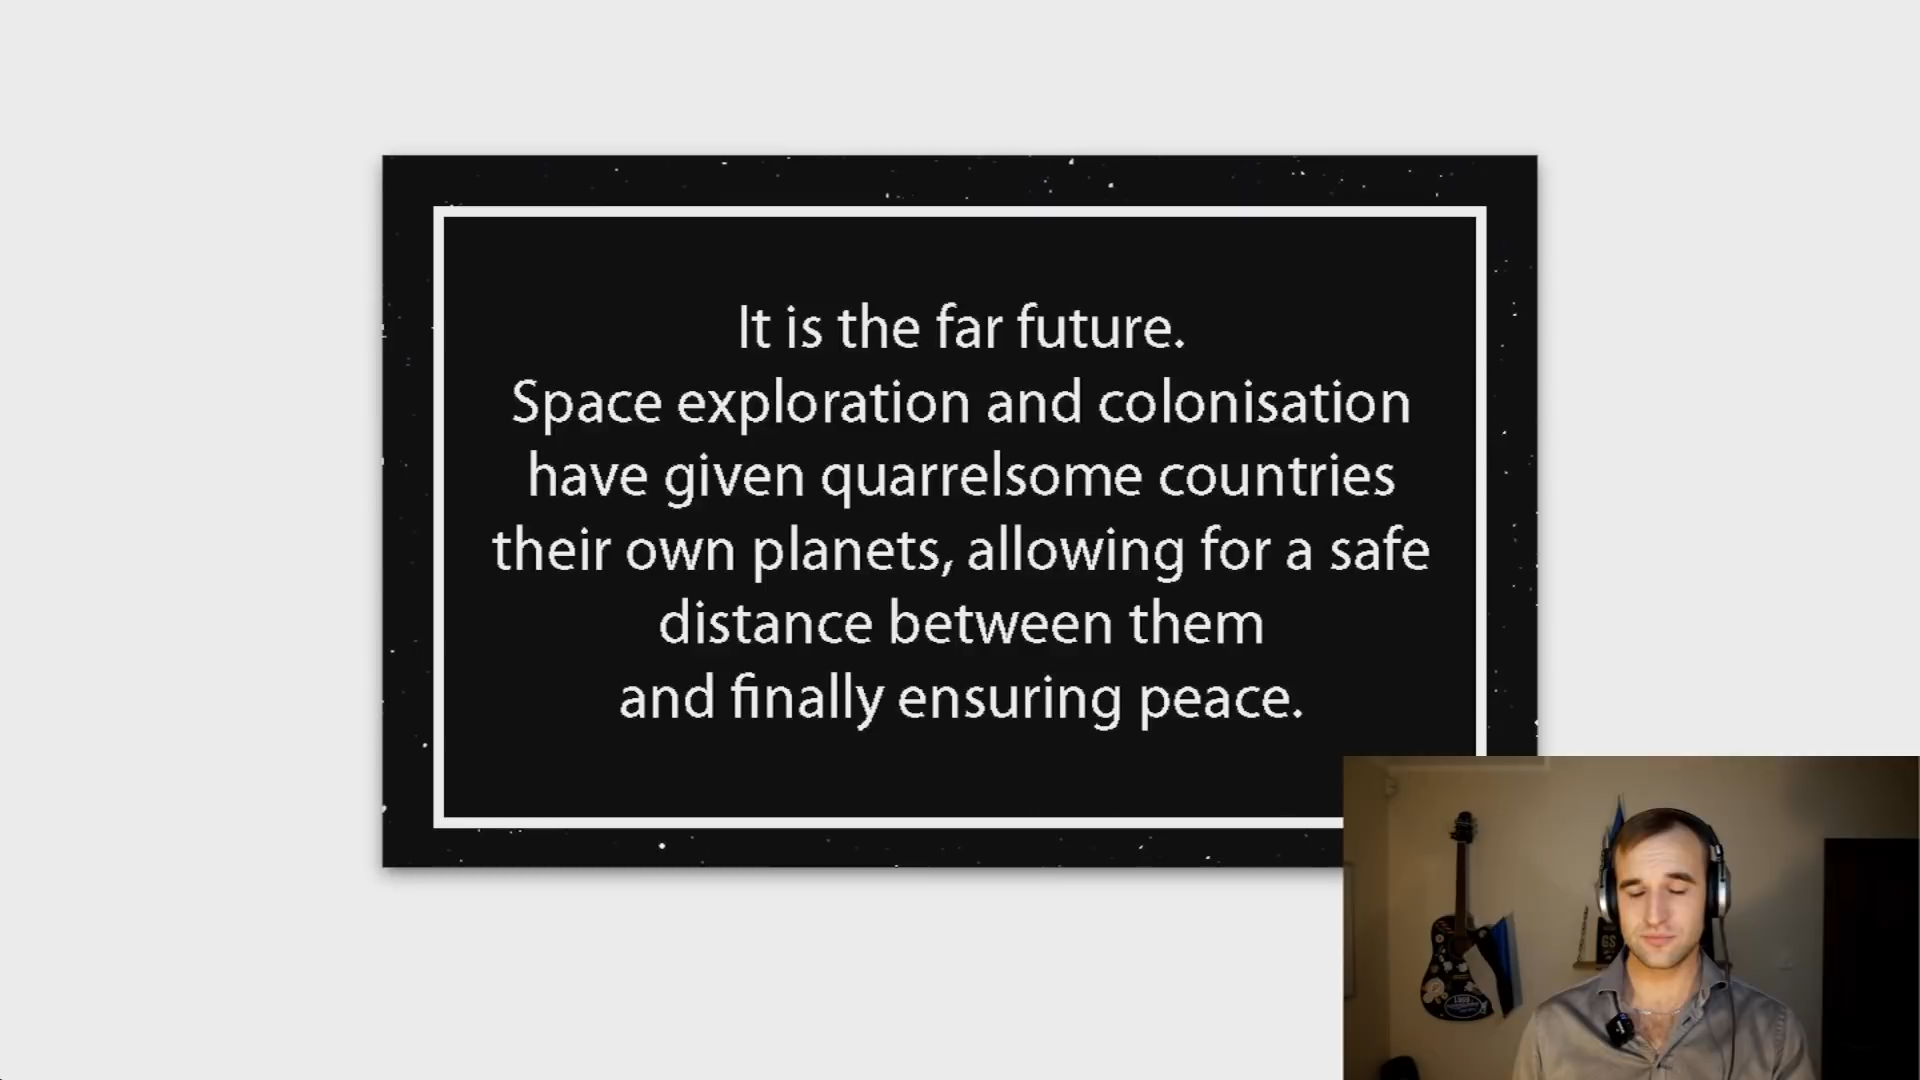 It is the far future.
Space exploration and colonisation
have given quarrelsome countries
their own planets, allowing for a safe
distance between them
and finally ensuring peace.
GS